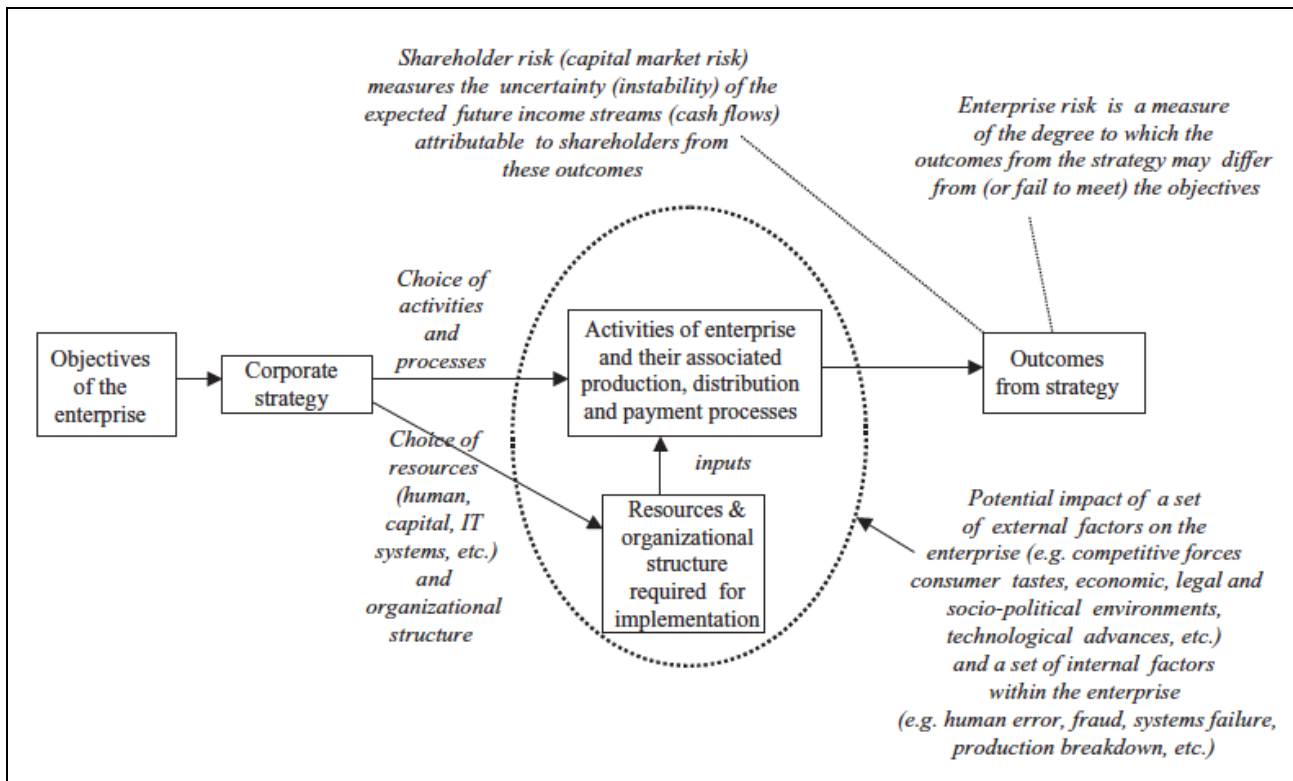 Shareholder risk (capital market risk)
measures the uncertainty (instability) of the
expected future income streams (cash flows)
attributable to shareholders from
these outcomes
Enterprise risk is a measure
of the degree to which the
outcomes from the strategy may differ
from (or fail to meet) the objectives
Choice of
activities
and
processes
Objectives
of the
enterprise
Corporate
strategy
Activities of enterprise
and their associated
production, distribution
and payment processes
Outcomes
from strategy
Choice of
resources
(human,
capital, IT
systems, etc.)
and
organizational
structure
inputs
Resources &
organizational
structure
required for
implementation
Potential impact of a set
of external factors on the
enterprise (e.g. competitive forces
consumer tastes, economic, legal and
socio-political environments,
technological advances, etc.)
and a set of internal factors
within the enterprise
(e.g. human error, fraud, systems failure,
production breakdown, etc.)